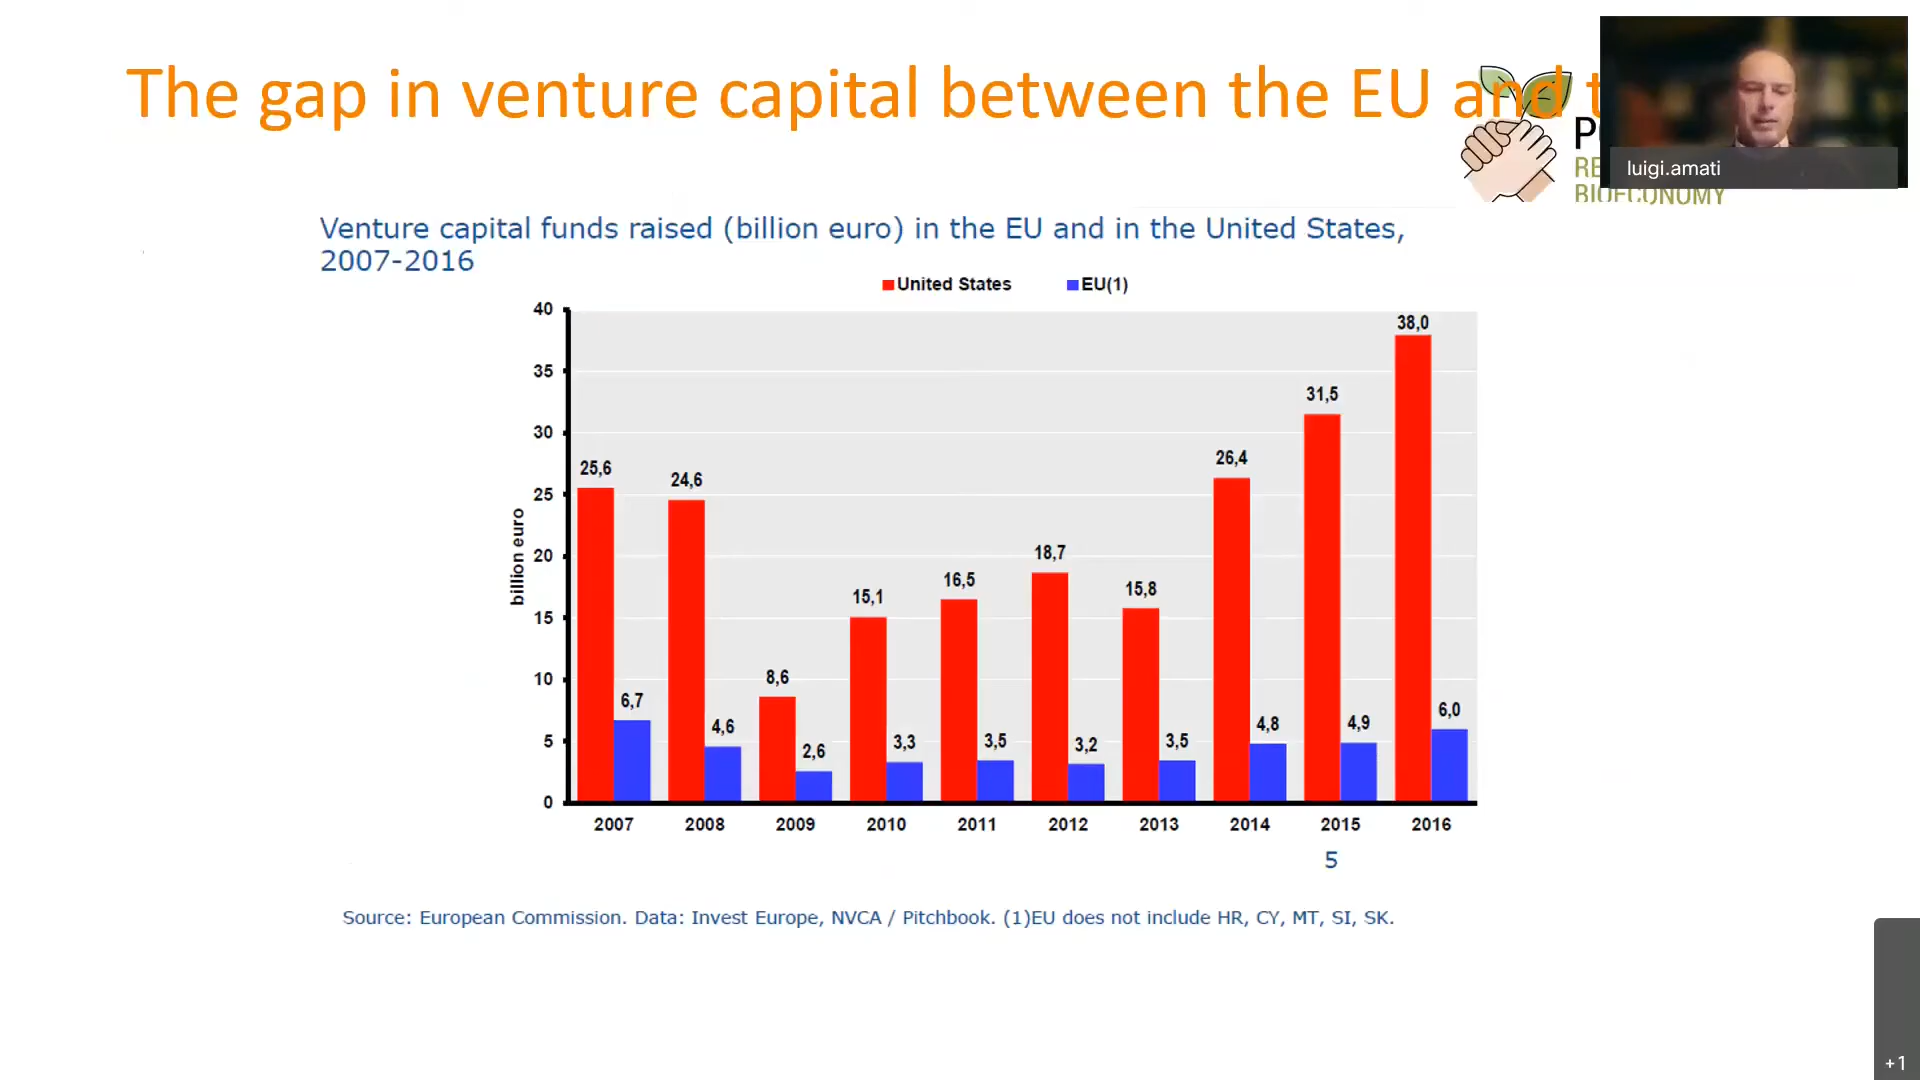 The gap in venture capital between the EU and t
luigi.amati
BIOECONOMY
Venture capital funds raised (billion euro) in the EU and in the United States,
2007-2016
United States EU(1)
40
35
30
25
20
15
10
5
0
billion euro
25,6 6,7
24,6 4,6
8,6 2,6
15,1 3,3
16,5 3,5
18,7 3,2
15,8 3,5
26,4 4,8
31,5 4,9
38,0 6,0
2007 2008 2009 2010 2011 2012 2013 2014 2015 2016
5
Source: European Commission. Data: Invest Europe, NVCA / Pitchbook. (1)EU does not include HR, CY, MT, SI, SK.
+1